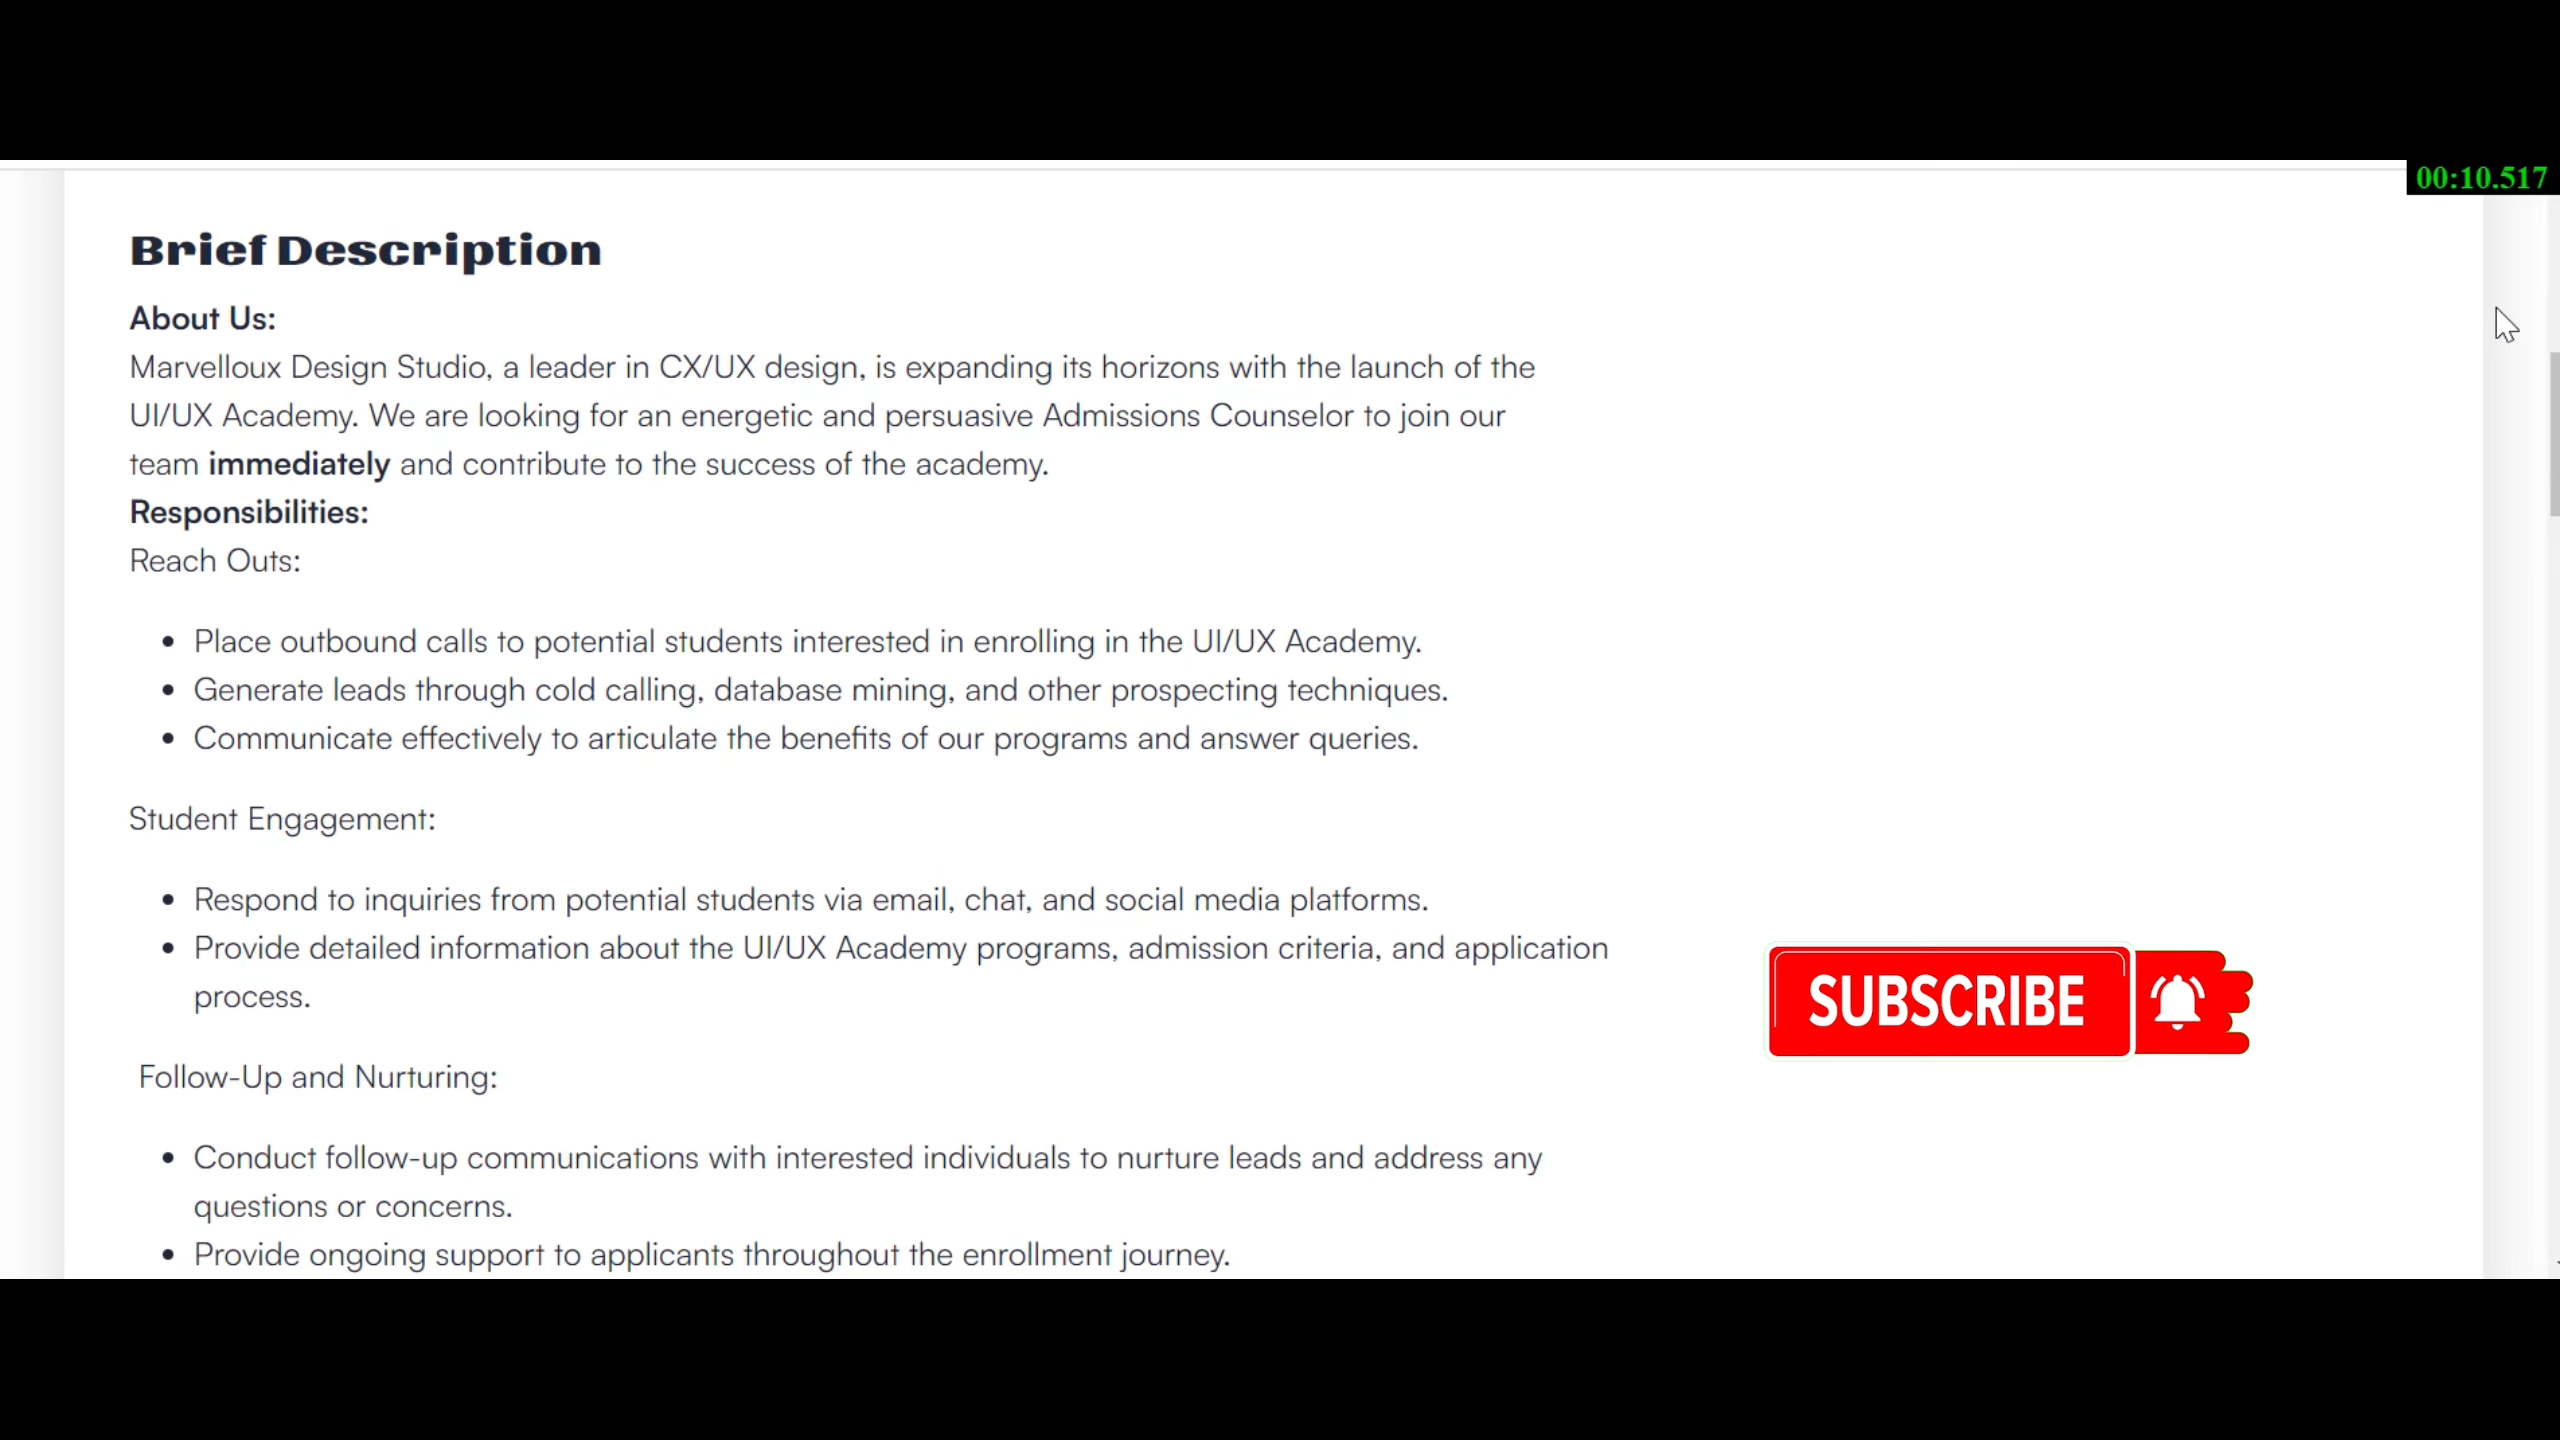 00:10.517
Brief Description
About Us:
Marvelloux Design Studio, a leader in CX/UX design, is expanding its horizons with the launch of the
UI/UX Academy. We are looking for an energetic and persuasive Admissions Counselor to join our
team immediately and contribute to the success of the academy.
Responsibilities:
Reach Outs:
• Place outbound calls to potential students interested in enrolling in the UI/UX Academy.
• Generate leads through cold calling, database mining, and other prospecting techniques.
• Communicate effectively to articulate the benefits of our programs and answer queries.
Student Engagement:
• Respond to inquiries from potential students via email, chat, and social media platforms.
• Provide detailed information about the UI/UX Academy programs, admission criteria, and application
process.
SUBSCRIBE
Follow-Up and Nurturing:
• Conduct follow-up communications with interested individuals to nurture leads and address any
questions or concerns.
• Provide ongoing support to applicants throughout the enrollment journey.